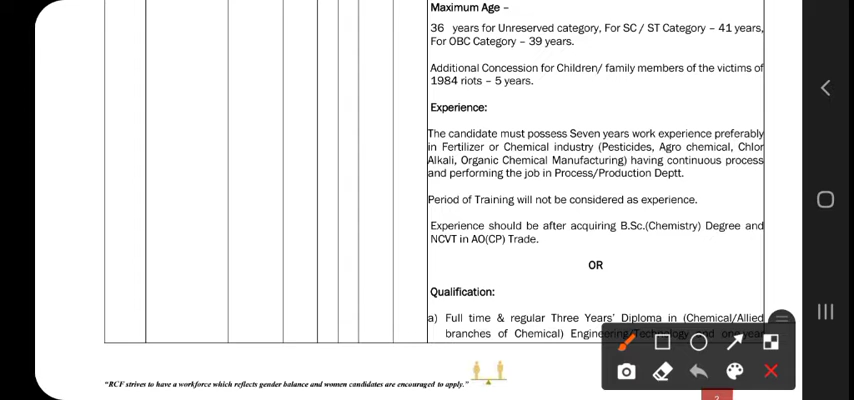 Maximum Age –
36 years for Unreserved category, For SC / ST Category – 41 years,
For OBC Category – 39 years.
Additional Concession for Children/ family members of the victims of
1984 riots – 5 years.
Experience:
The candidate must possess Seven years work experience preferably
in Fertilizer or Chemical industry (Pesticides, Agro chemical, Chlor
Alkali, Organic Chemical Manufacturing) having continuous process
and performing the job in Process/Production Deptt.
Period of Training will not be considered as experience.
Experience should be after acquiring B.Sc.(Chemistry) Degree and
NCVT in AO(CP) Trade.
OR
Qualification:
a) Full time & regular Three Years' Diploma in (Chemical/Allied
branches of Chemical) Engineering/Technology and one year
"RCF strives to have a workforce which reflects gender balance and women candidates are encouraged to apply."
2